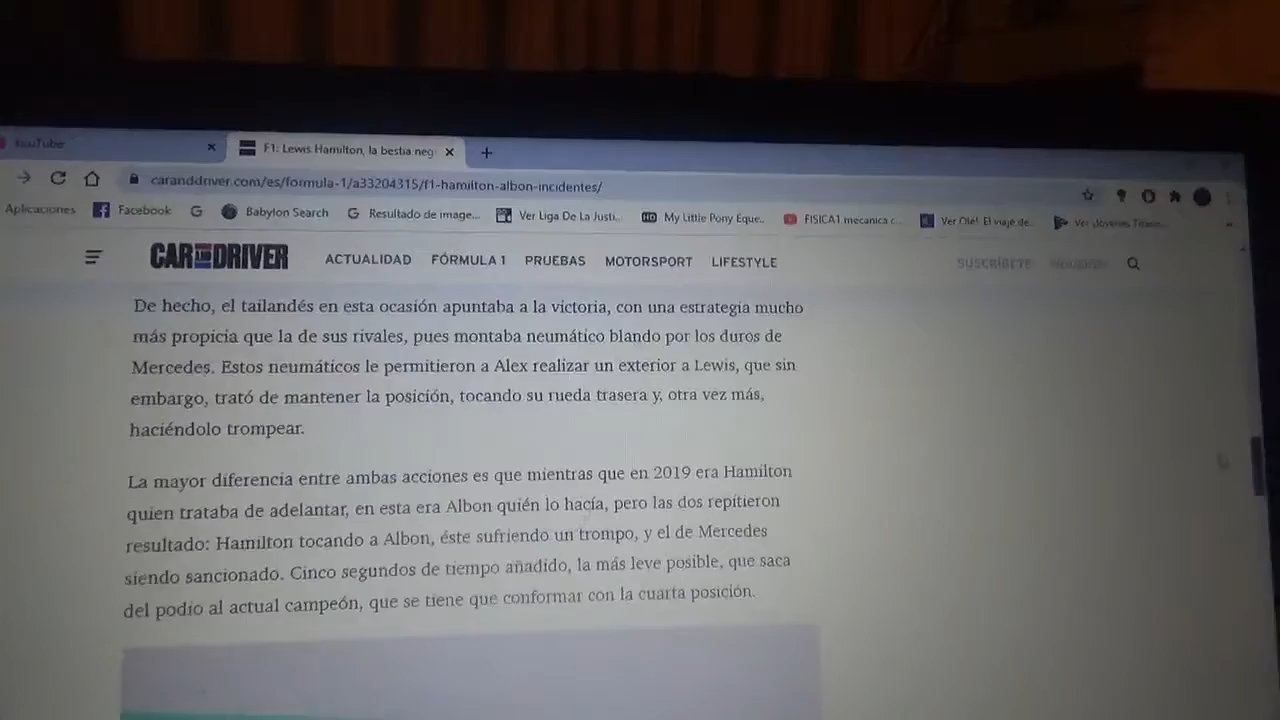 YouTube
F1: Lewis Hamilton, la bestia neg
caranddriver.com/es/formula-1/a33204315/f1-hamilton-albon-incidentes/
Aplicaciones Facebook Babylon Search Resultado de image... Ver Liga De La Justi... My Little Pony Eque... FISICA1 mecanica c... Ver Olé! El viaje de...
CAR AND DRIVER ACTUALIDAD FÓRMULA 1 PRUEBAS MOTORSPORT LIFESTYLE SUSCRÍBETE
De hecho, el tailandés en esta ocasión apuntaba a la victoria, con una estrategia mucho
más propicia que la de sus rivales, pues montaba neumático blando por los duros de
Mercedes. Estos neumáticos le permitieron a Alex realizar un exterior a Lewis, que sin
embargo, trató de mantener la posición, tocando su rueda trasera y, otra vez más,
haciéndolo trompear.
La mayor diferencia entre ambas acciones es que mientras que en 2019 era Hamilton
quien trataba de adelantar, en esta era Albon quién lo hacía, pero las dos repitieron
resultado: Hamilton tocando a Albon, éste sufriendo un trompo, y el de Mercedes
siendo sancionado. Cinco segundos de tiempo añadido, la más leve posible, que saca
del podio al actual campeón, que se tiene que conformar con la cuarta posición.